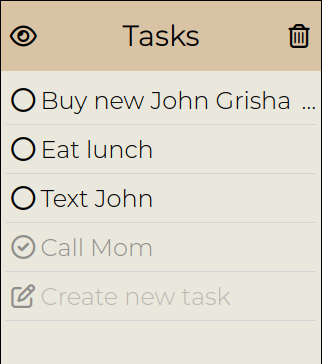 Tasks
Buy new John Grisha ...
Eat lunch
Text John
Call Mom
Create new task